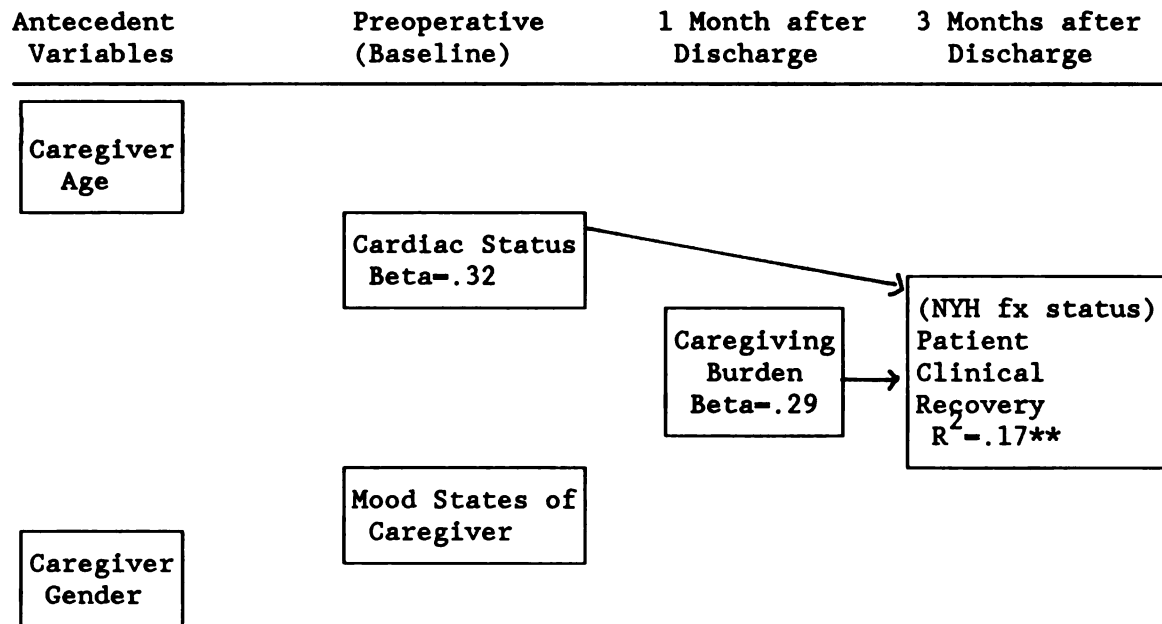 Antecedent Variables
Preoperative (Baseline)
1 Month after Discharge
3 Months after Discharge
Caregiver
Age
Cardiac Status
Beta=.32
Caregiving
Burden
Beta=.29
(NYH fx status)
Patient
Clinical
Recovery
R²=.17**
Mood States of
Caregiver
Caregiver
Gender